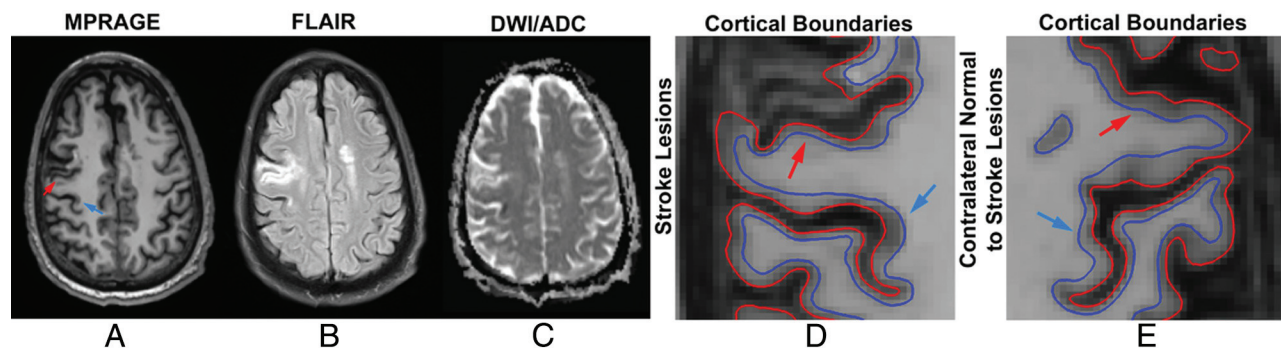 MPRAGE
FLAIR
DWI/ADC
Cortical Boundaries
Cortical Boundaries
Stroke Lesions
Contralateral Normal
to Stroke Lesions
A
B
C
D
E